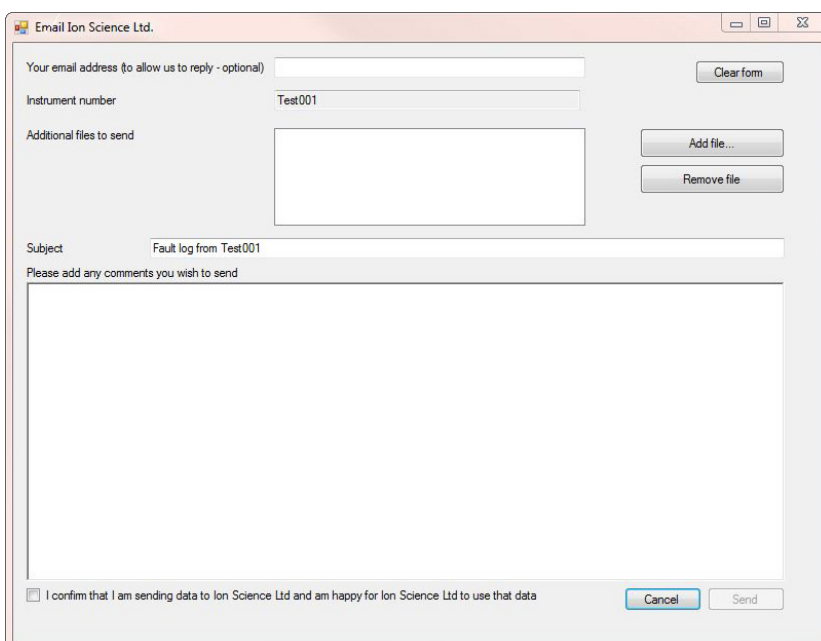 Email Ion Science Ltd.
Your email address (to allow us to reply - optional)
Clear form
Instrument number
Test001
Additional files to send
Add file...
Remove file
Subject
Fault log from Test001
Please add any comments you wish to send
I confirm that I am sending data to Ion Science Ltd and am happy for Ion Science Ltd to use that data
Cancel
Send